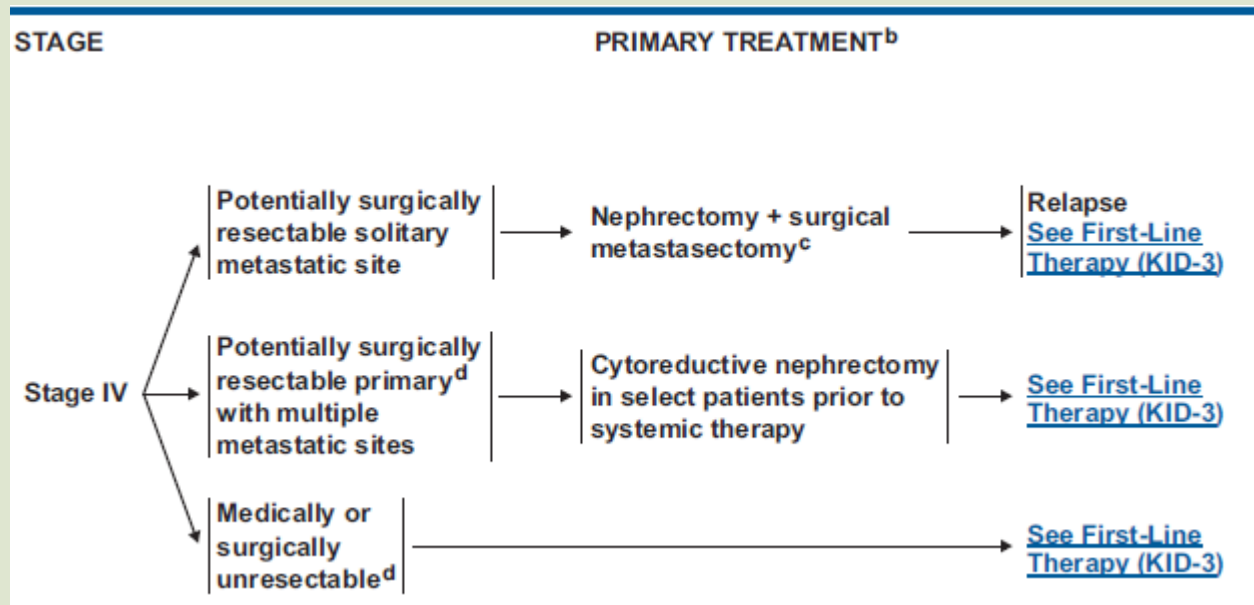 STAGE
PRIMARY TREATMENTb
Potentially surgically
resectable solitary
metastatic site
Nephrectomy + surgical
metastasectomyc
Relapse
See First-Line
Therapy (KID-3)
Stage IV
Potentially surgically
resectable primaryd
with multiple
metastatic sites
Cytoreductive nephrectomy
in select patients prior to
systemic therapy
See First-Line
Therapy (KID-3)
Medically or
surgically
unresectabled
See First-Line
Therapy (KID-3)